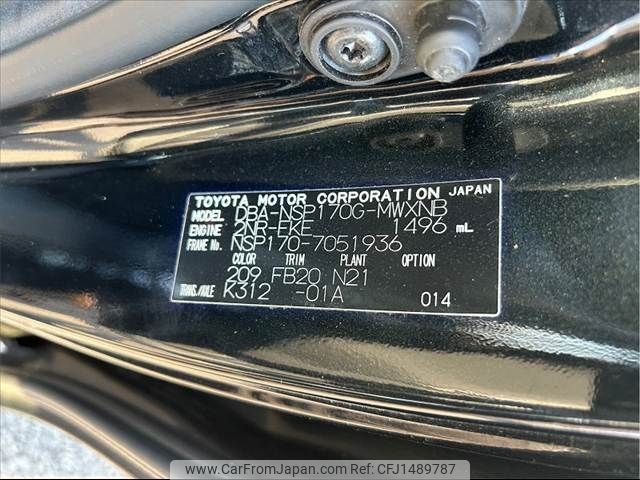 TOYOTA MOTOR CORPORATION JAPAN
MODEL DBA-NSP170G-MWXNB
ENGINE 2NR-FKE 1496 mL
FRAME No. NSP170-7051936
COLOR TRIM PLANT OPTION
209 FB20 N21
TRANS./AXLE K312 -01A 014
www.CarFromJapan.com | CFJ1489787